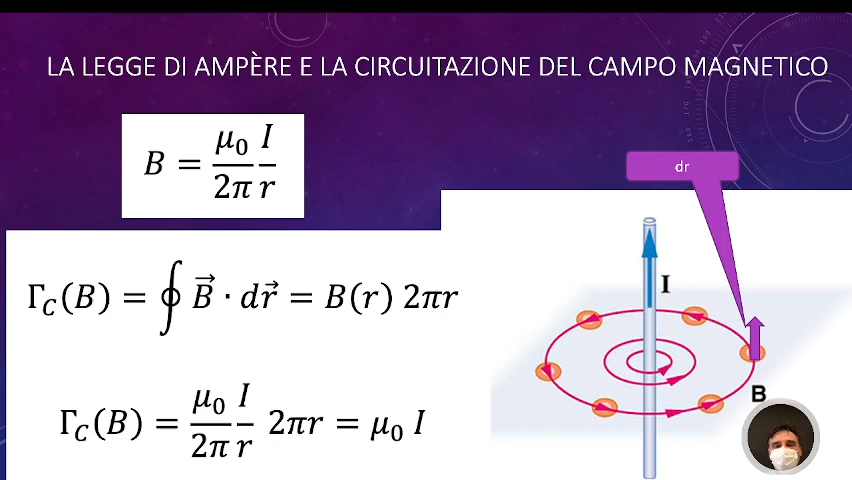 LA LEGGE DI AMPÈRE E LA CIRCUITAZIONE DEL CAMPO MAGNETICO
B = μ₀/2π I/r
dr
Γ_C(B) = ∮ B⃗ · dr⃗ = B(r) 2πr
I
B
Γ_C(B) = μ₀/2π I/r 2πr = μ₀ I